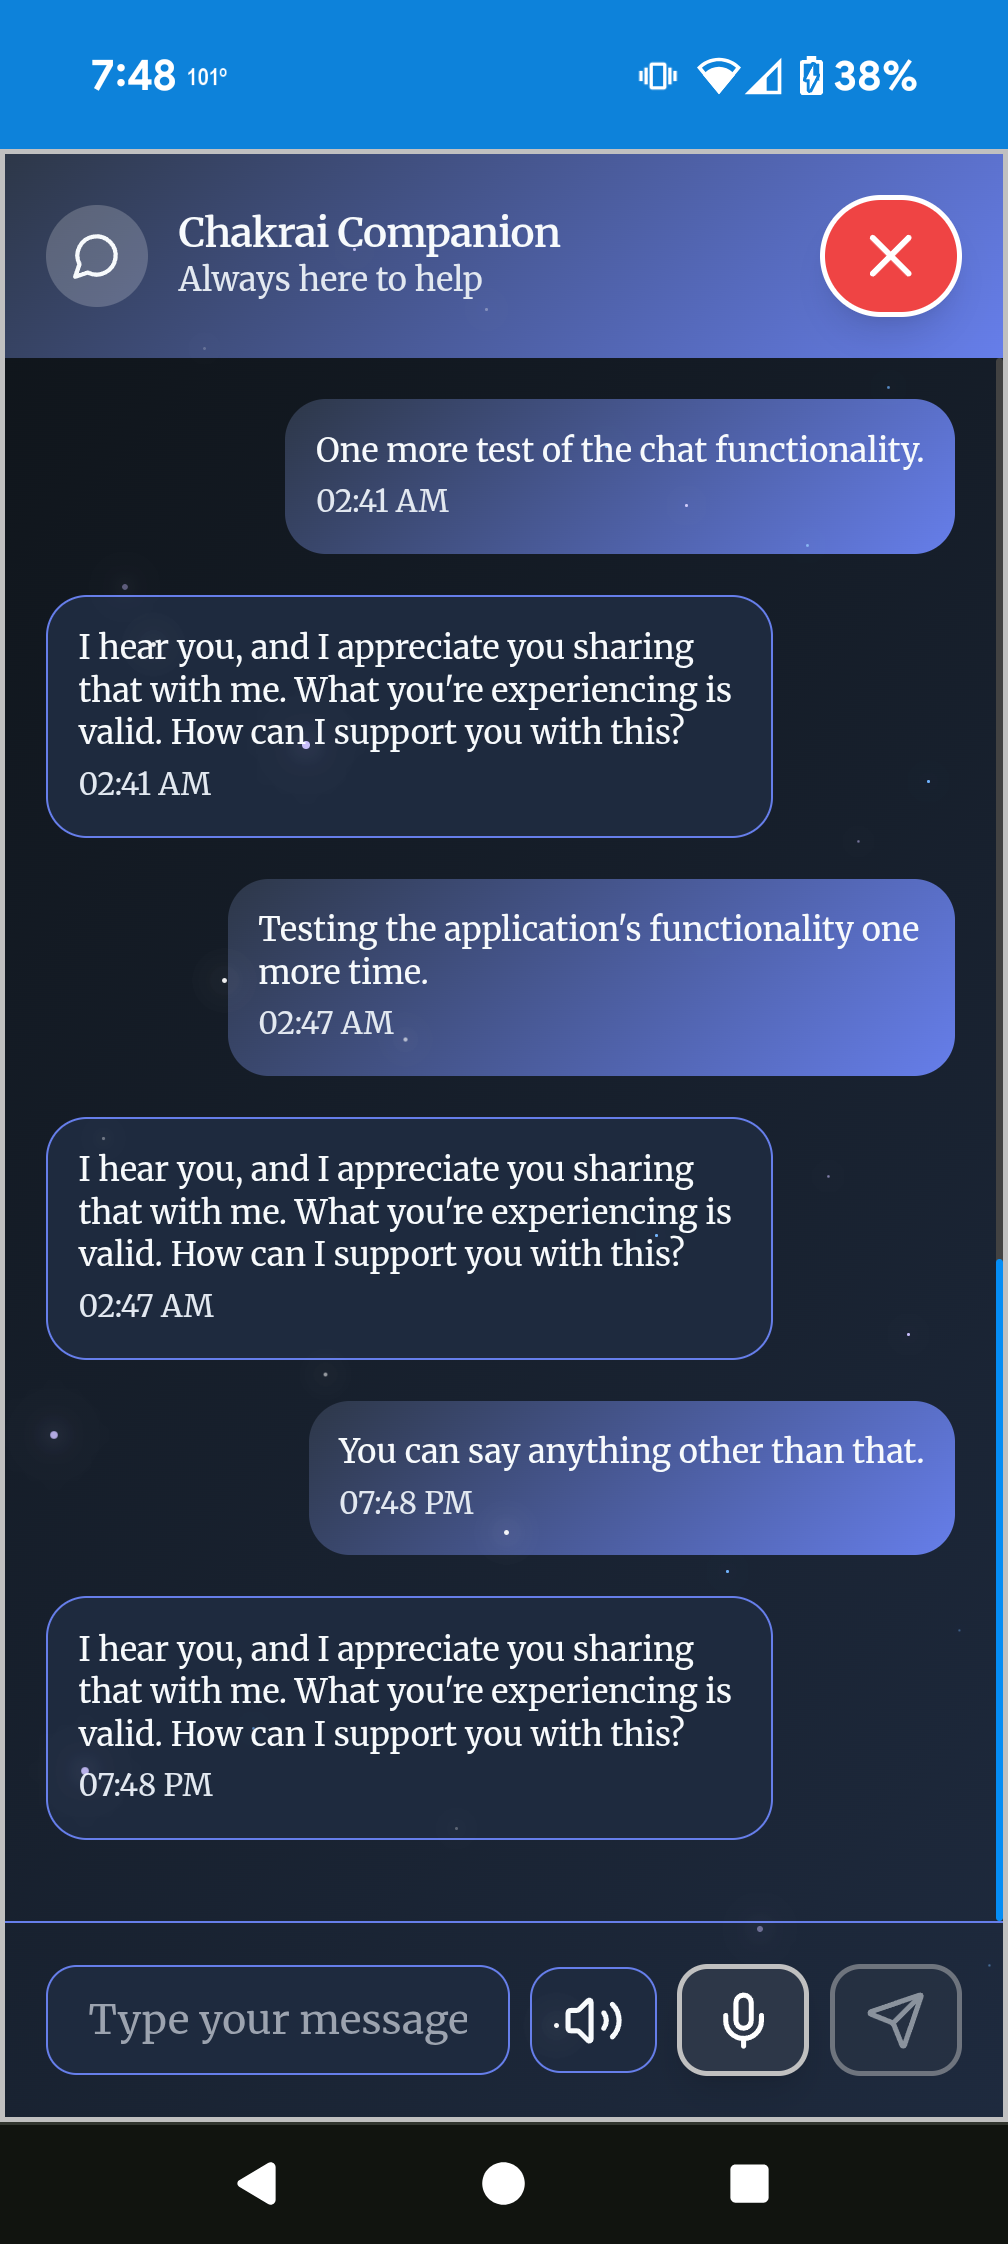 7:48 101° 38%
Chakrai Companion
Always here to help
One more test of the chat functionality.
02:41 AM
I hear you, and I appreciate you sharing
that with me. What you're experiencing is
valid. How can I support you with this?
02:41 AM
Testing the application's functionality one
more time.
02:47 AM
I hear you, and I appreciate you sharing
that with me. What you're experiencing is
valid. How can I support you with this?
02:47 AM
You can say anything other than that.
07:48 PM
I hear you, and I appreciate you sharing
that with me. What you're experiencing is
valid. How can I support you with this?
07:48 PM
Type your message